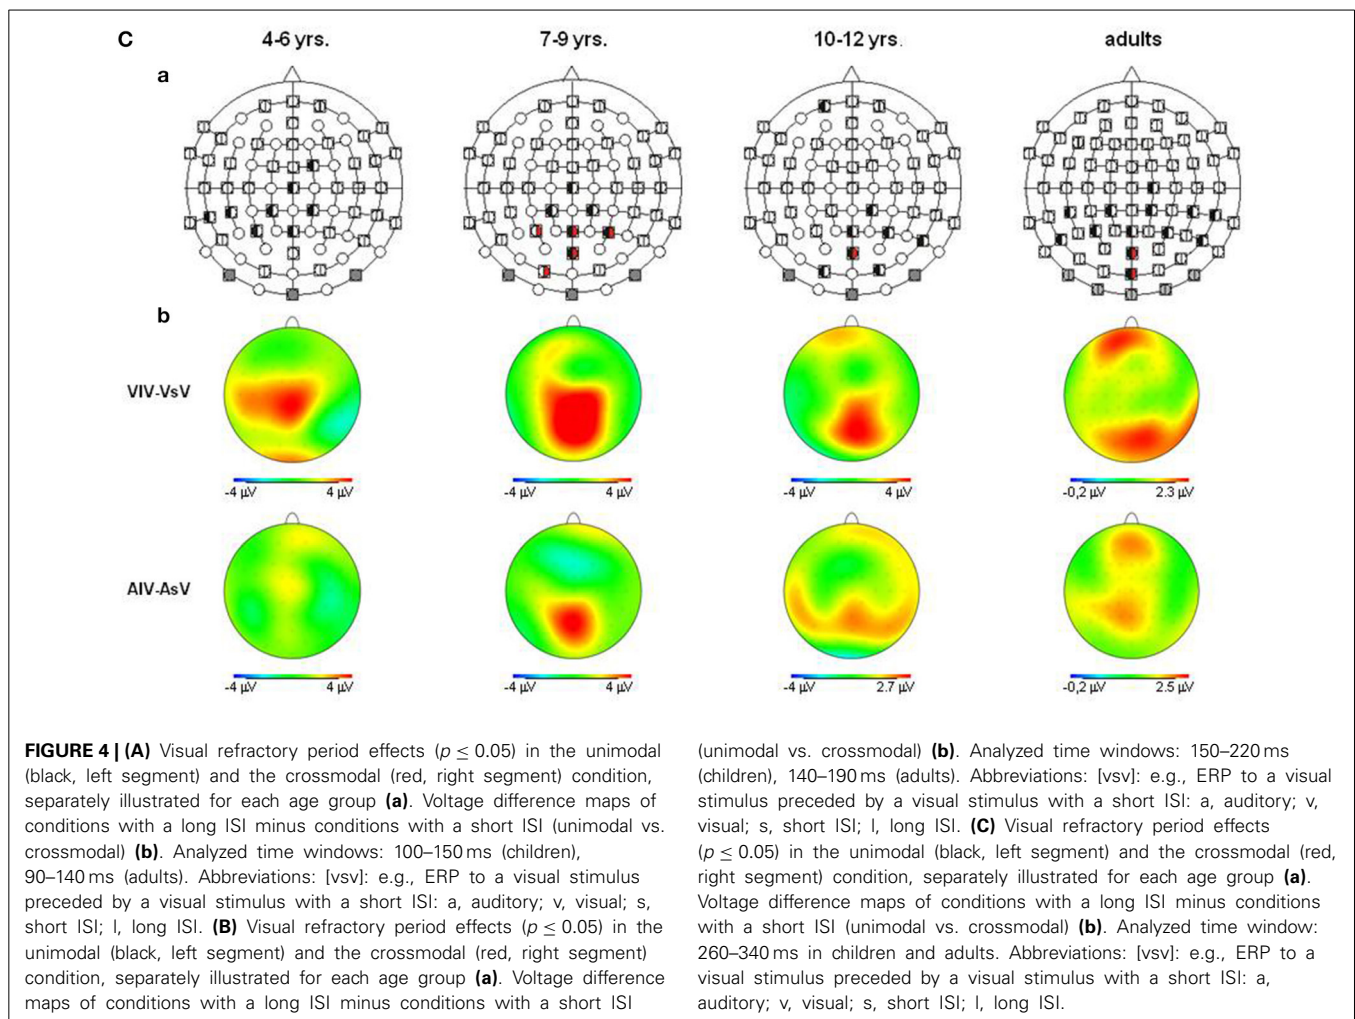 C 4-6 yrs. 7-9 yrs. 10-12 yrs. adults
a
b
VIV-VsV
-4 µV 4 µV -4 µV 4 µV -4 µV 4 µV -0,2 µV 2.3 µV
AIV-AsV
-4 µV 4 µV -4 µV 4 µV -4 µV 2.7 µV -0,2 µV 2.5 µV
FIGURE 4 | (A) Visual refractory period effects (p ≤ 0.05) in the unimodal
(black, left segment) and the crossmodal (red, right segment) condition,
separately illustrated for each age group (a). Voltage difference maps of
conditions with a long ISI minus conditions with a short ISI (unimodal vs.
crossmodal) (b). Analyzed time windows: 100–150 ms (children),
90–140 ms (adults). Abbreviations: [vsv]: e.g., ERP to a visual stimulus
preceded by a visual stimulus with a short ISI: a, auditory; v, visual; s,
short ISI; l, long ISI. (B) Visual refractory period effects (p ≤ 0.05) in the
unimodal (black, left segment) and the crossmodal (red, right segment)
condition, separately illustrated for each age group (a). Voltage difference
maps of conditions with a long ISI minus conditions with a short ISI
(unimodal vs. crossmodal) (b). Analyzed time windows: 150–220 ms
(children), 140–190 ms (adults). Abbreviations: [vsv]: e.g., ERP to a visual
stimulus preceded by a visual stimulus with a short ISI: a, auditory; v,
visual; s, short ISI; l, long ISI. (C) Visual refractory period effects
(p ≤ 0.05) in the unimodal (black, left segment) and the crossmodal (red,
right segment) condition, separately illustrated for each age group (a).
Voltage difference maps of conditions with a long ISI minus conditions
with a short ISI (unimodal vs. crossmodal) (b). Analyzed time window:
260–340 ms in children and adults. Abbreviations: [vsv]: e.g., ERP to a
visual stimulus preceded by a visual stimulus with a short ISI: a,
auditory; v, visual; s, short ISI; l, long ISI.